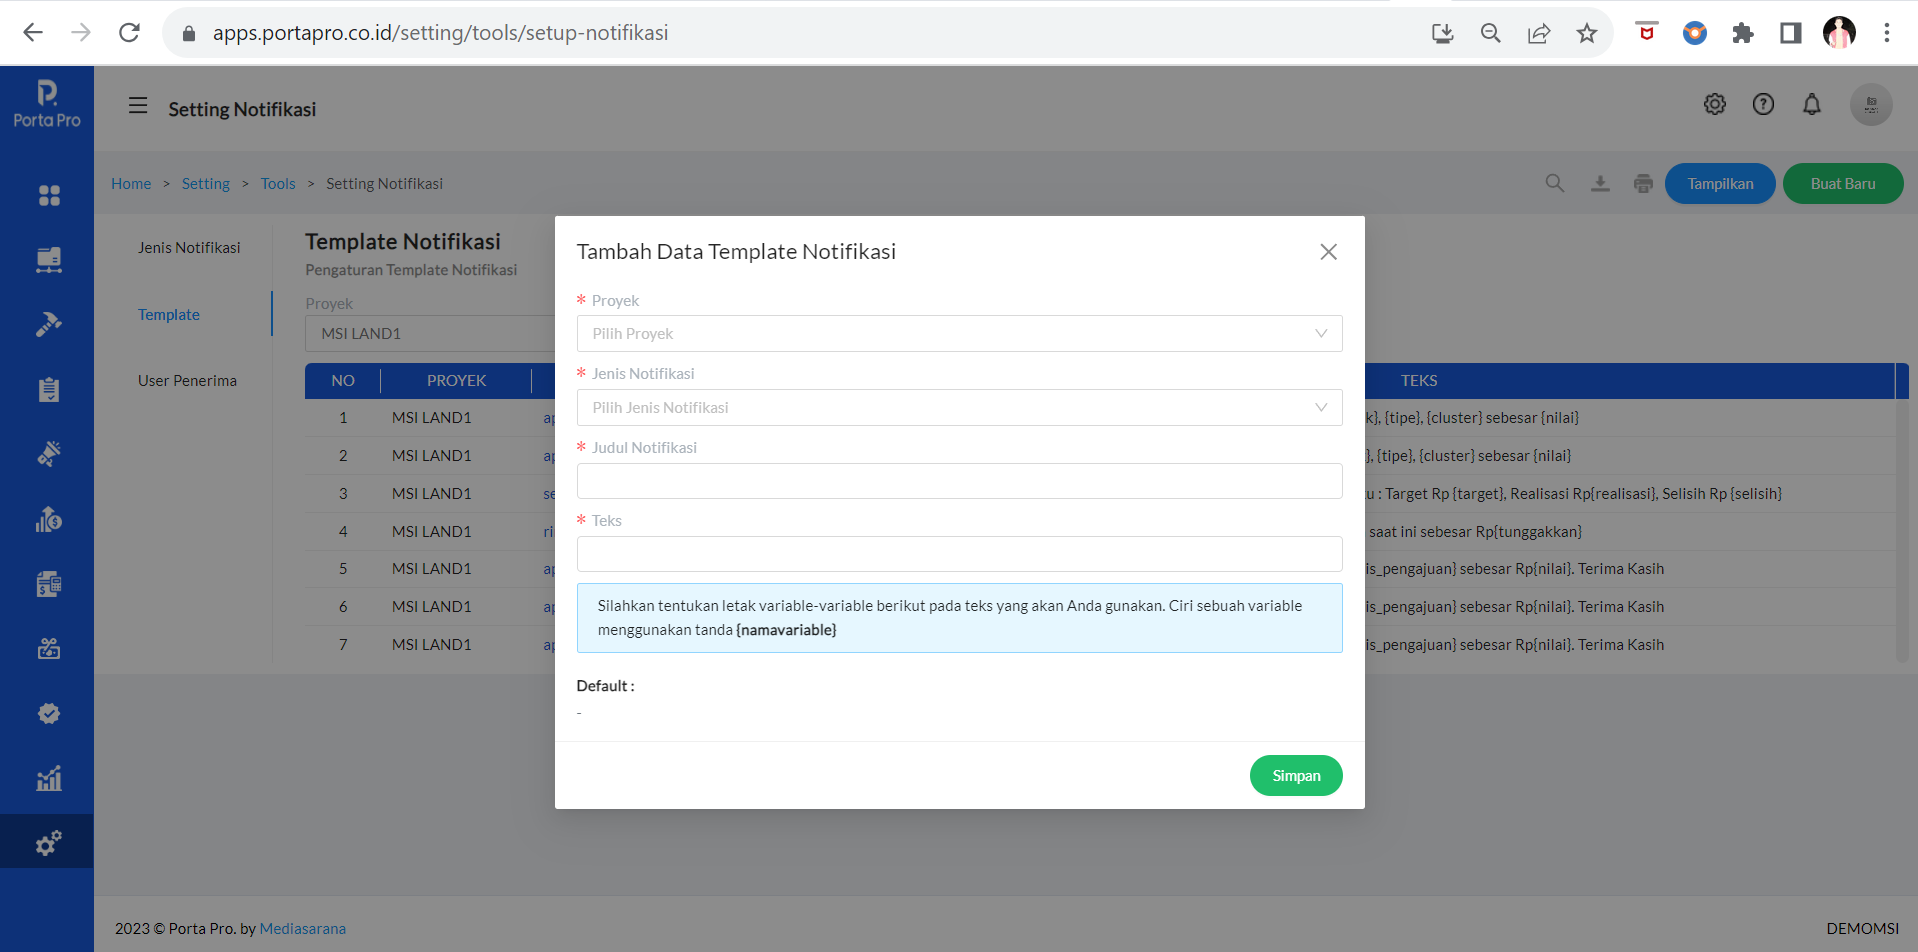 apps.portapro.co.id/setting/tools/setup-notifikasi
Porta Pro
Setting Notifikasi
Home > Setting > Tools > Setting Notifikasi
Tampilkan
Buat Baru
Jenis Notifikasi
Template
User Penerima
Template Notifikasi
Pengaturan Template Notifikasi
Proyek
MSI LAND1
NO PROYEK TEKS
1 MSI LAND1 ap k}, {tipe}, {cluster} sebesar {nilai}
2 MSI LAND1 ap }, {tipe}, {cluster} sebesar {nilai}
3 MSI LAND1 se u : Target Rp {target}, Realisasi Rp{realisasi}, Selisih Rp {selisih}
4 MSI LAND1 ri saat ini sebesar Rp{tunggakkan}
5 MSI LAND1 ap is_pengajuan} sebesar Rp{nilai}. Terima Kasih
6 MSI LAND1 ap is_pengajuan} sebesar Rp{nilai}. Terima Kasih
7 MSI LAND1 ap is_pengajuan} sebesar Rp{nilai}. Terima Kasih
Tambah Data Template Notifikasi
* Proyek
Pilih Proyek
* Jenis Notifikasi
Pilih Jenis Notifikasi
* Judul Notifikasi
* Teks
Silahkan tentukan letak variable-variable berikut pada teks yang akan Anda gunakan. Ciri sebuah variable
menggunakan tanda {namavariable}
Default :
-
Simpan
2023 © Porta Pro. by Mediasarana
DEMOMSI